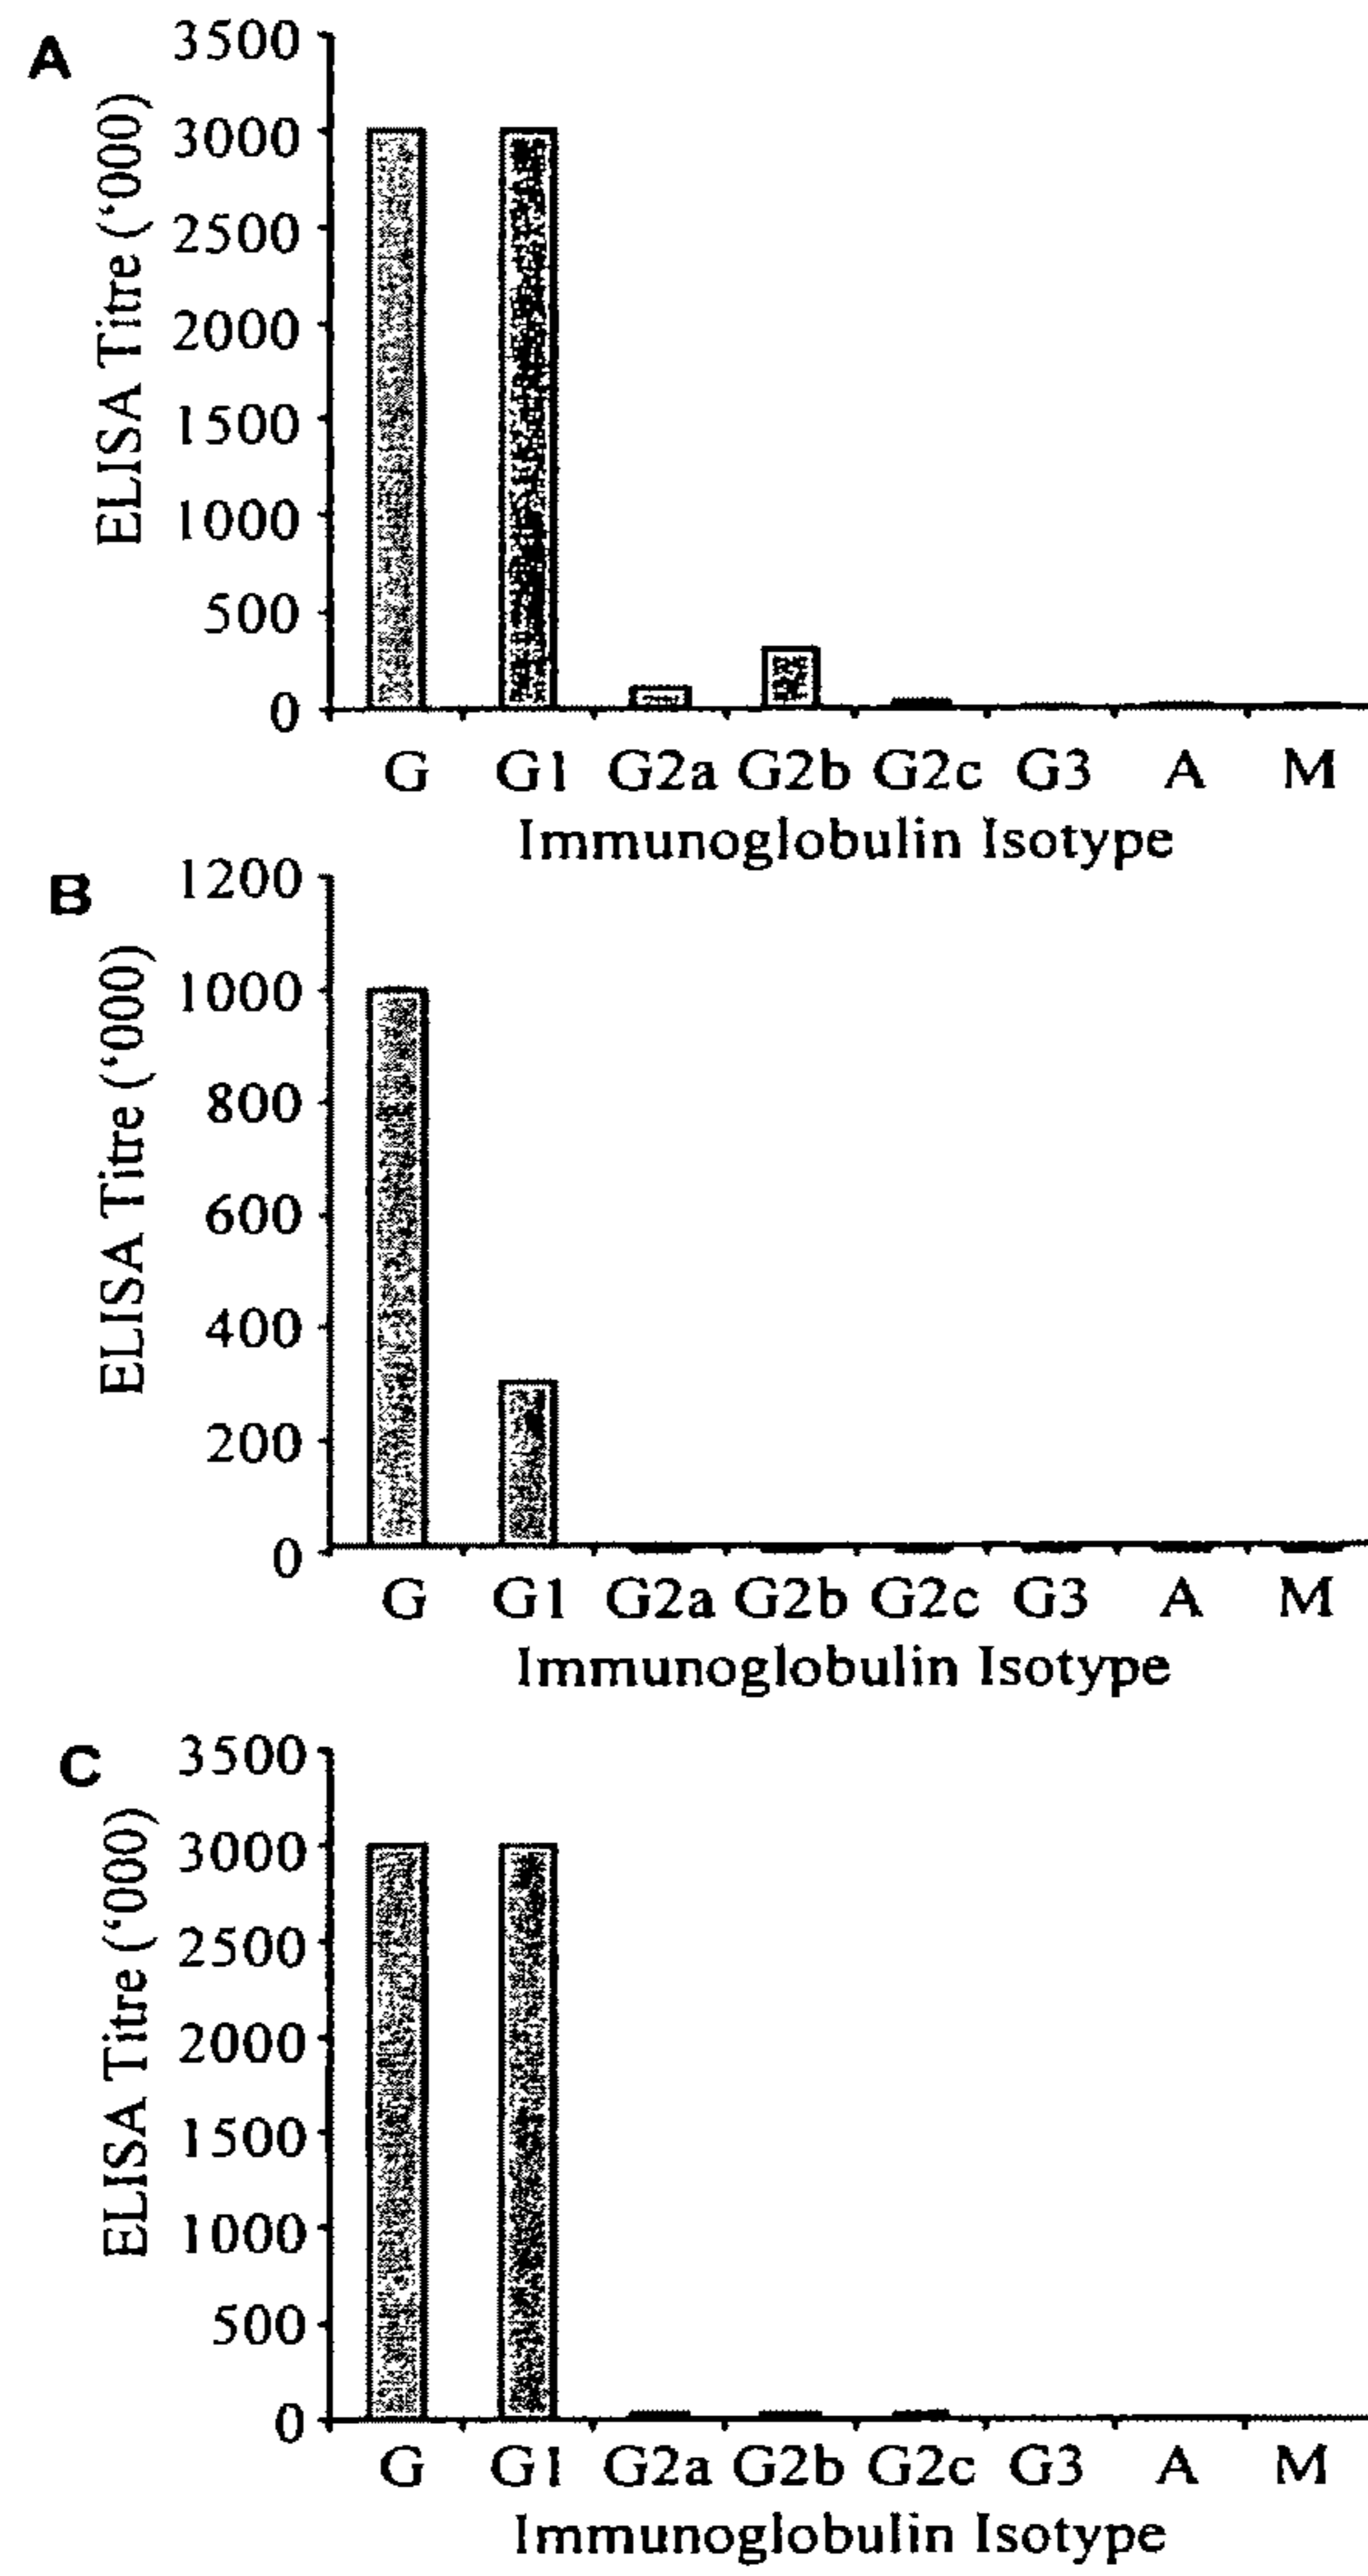 A
ELISA Titre (‘000)
3500
3000
2500
2000
1500
1000
500
0
G G1 G2a G2b G2c G3 A M
Immunoglobulin Isotype
B
ELISA Titre (‘000)
1200
1000
800
600
400
200
0
G G1 G2a G2b G2c G3 A M
Immunoglobulin Isotype
C
ELISA Titre (‘000)
3500
3000
2500
2000
1500
1000
500
0
G G1 G2a G2b G2c G3 A M
Immunoglobulin Isotype